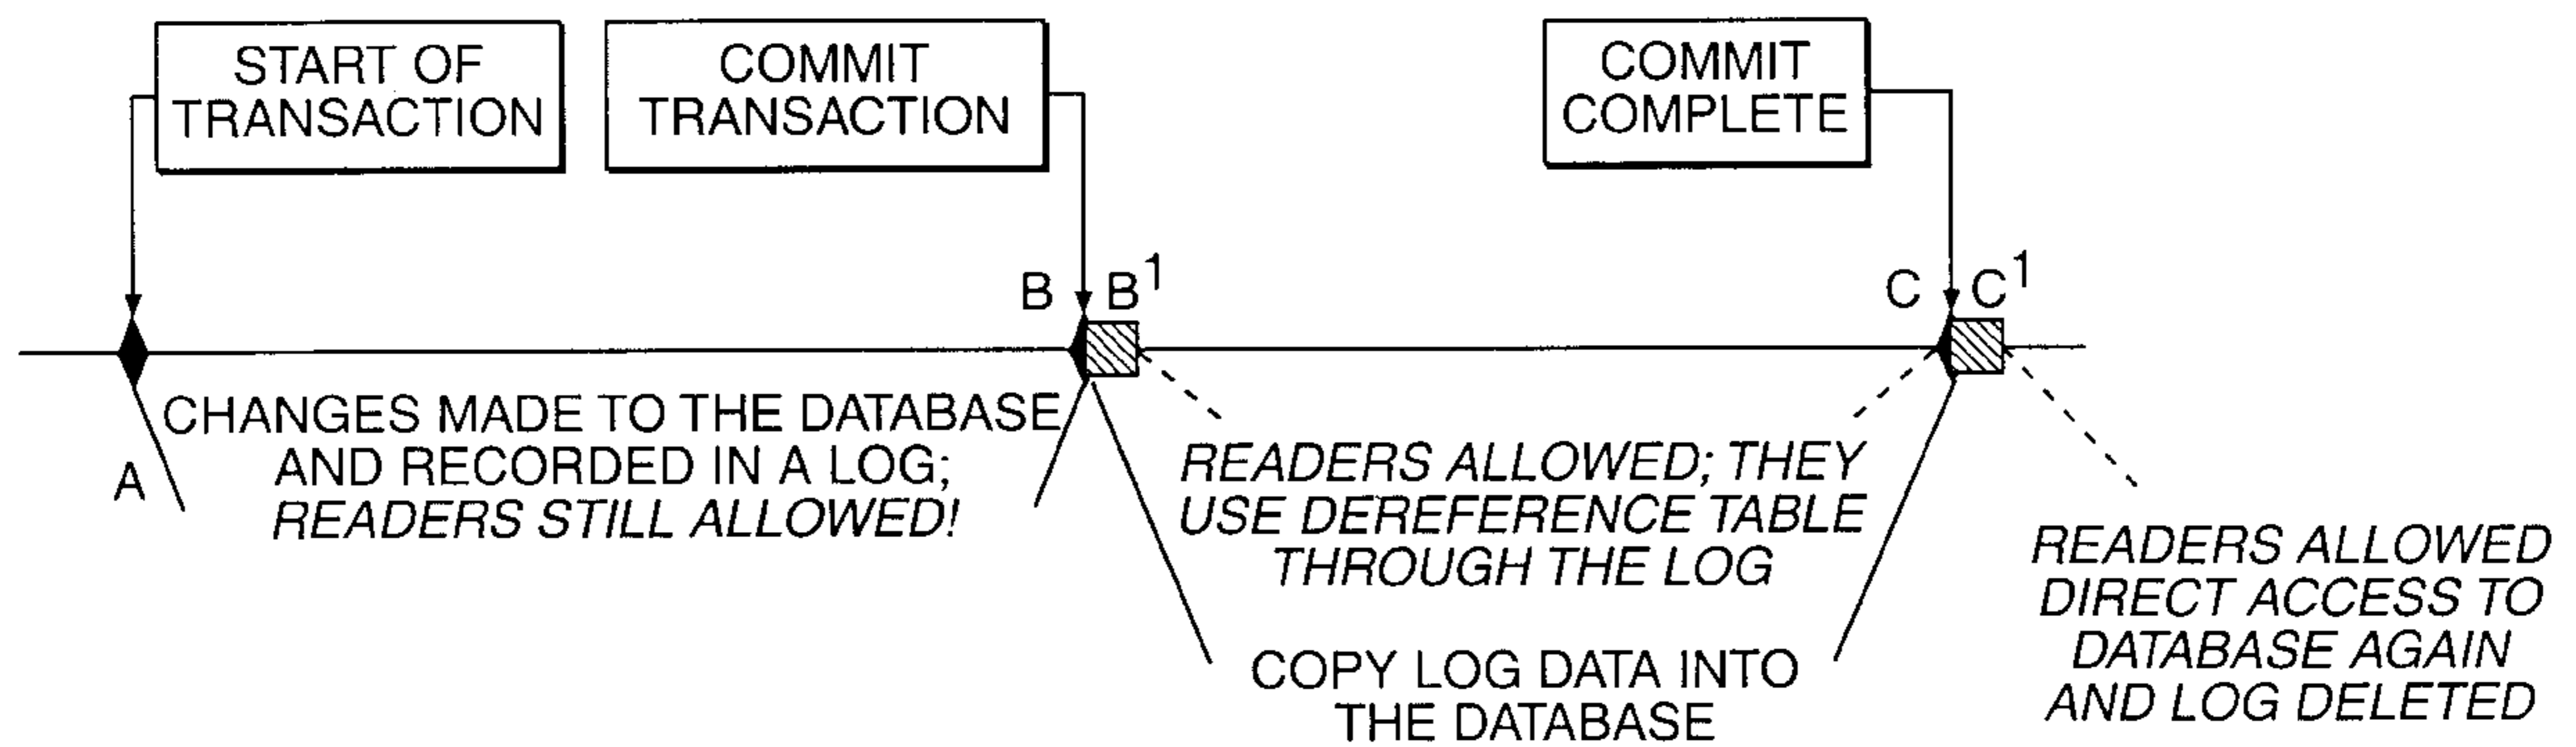 START OF
TRANSACTION
COMMIT
TRANSACTION
COMMIT
COMPLETE
B B1
C C1
A
CHANGES MADE TO THE DATABASE
AND RECORDED IN A LOG;
READERS STILL ALLOWED!
READERS ALLOWED; THEY
USE DEREFERENCE TABLE
THROUGH THE LOG
COPY LOG DATA INTO
THE DATABASE
READERS ALLOWED
DIRECT ACCESS TO
DATABASE AGAIN
AND LOG DELETED